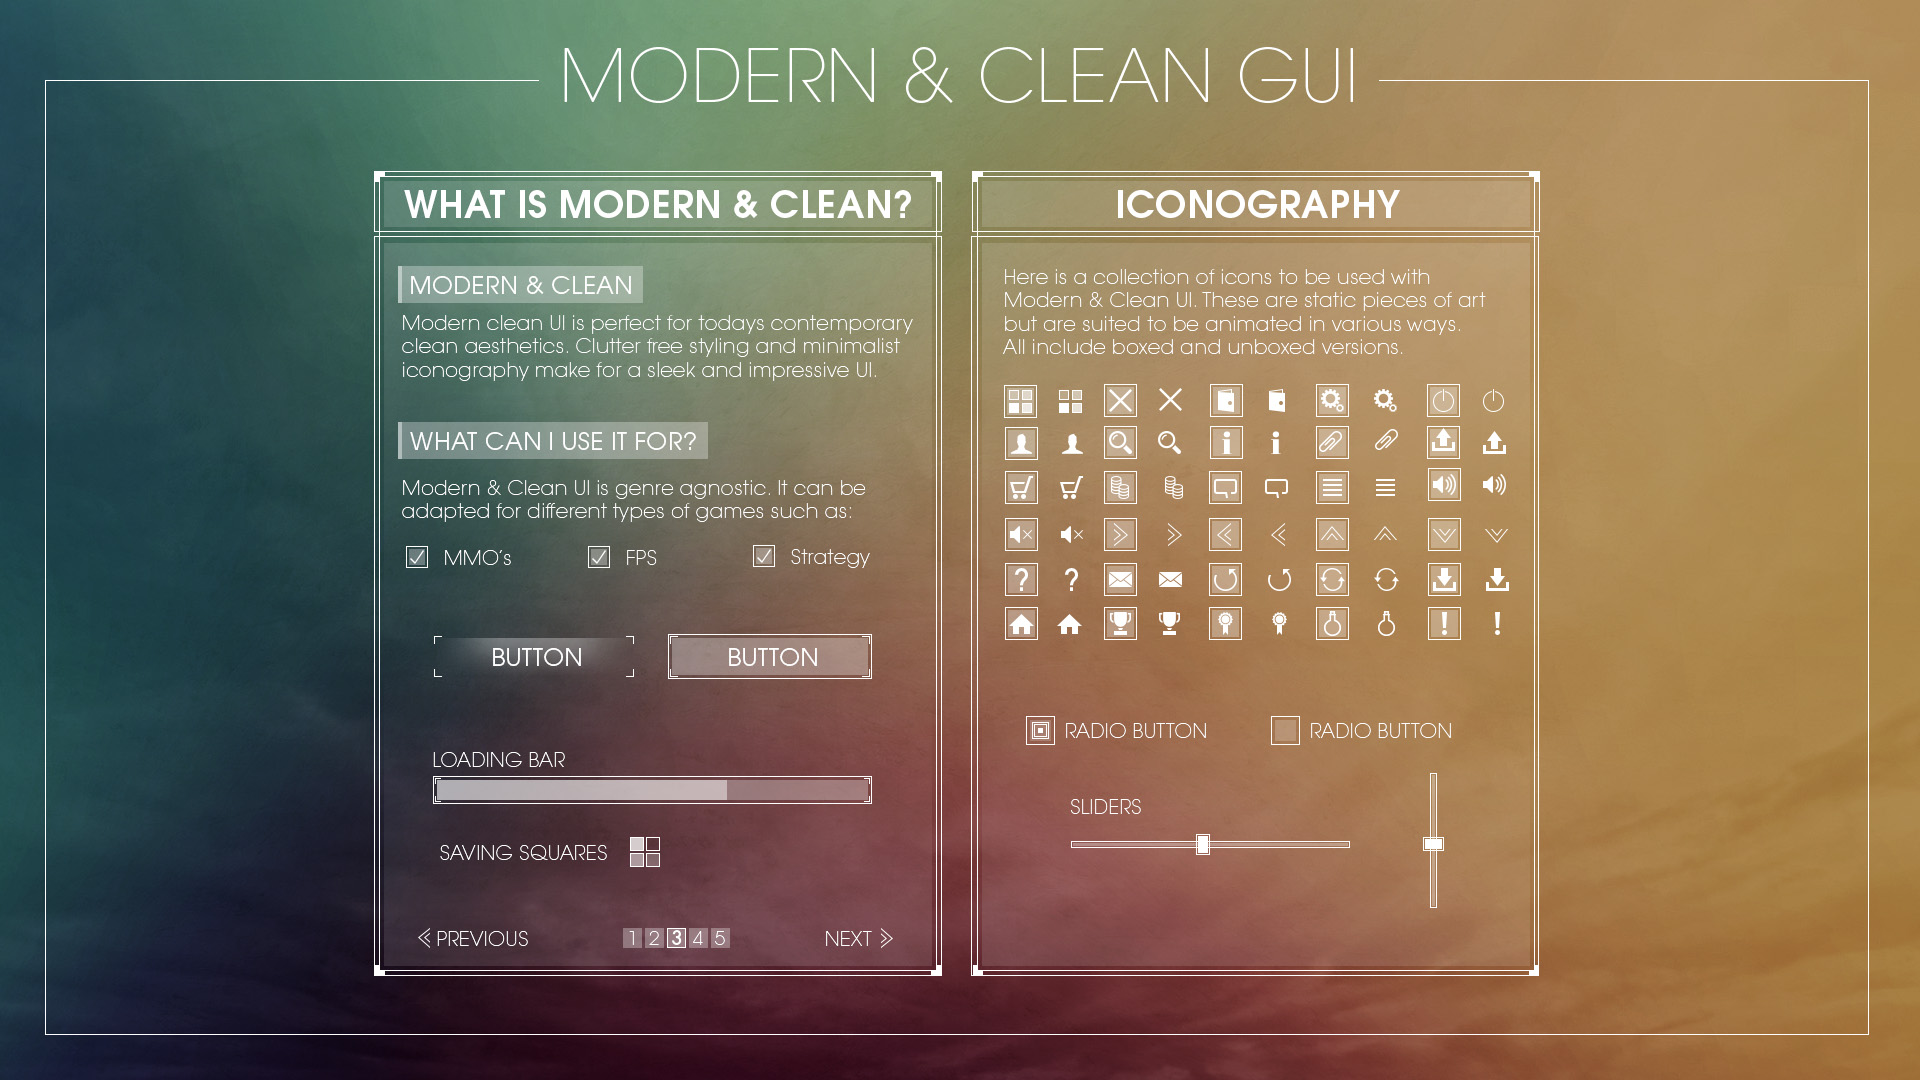 MODERN & CLEAN GUI
WHAT IS MODERN & CLEAN?
MODERN & CLEAN
Modern clean UI is perfect for todays contemporary
clean aesthetics. Clutter free styling and minimalist
iconography make for a sleek and impressive UI.
WHAT CAN I USE IT FOR?
Modern & Clean UI is genre agnostic. It can be
adapted for different types of games such as:
MMO's FPS Strategy
BUTTON BUTTON
LOADING BAR
SAVING SQUARES
PREVIOUS 1 2 3 4 5 NEXT
ICONOGRAPHY
Here is a collection of icons to be used with
Modern & Clean UI. These are static pieces of art
but are suited to be animated in various ways.
All include boxed and unboxed versions.
RADIO BUTTON RADIO BUTTON
SLIDERS